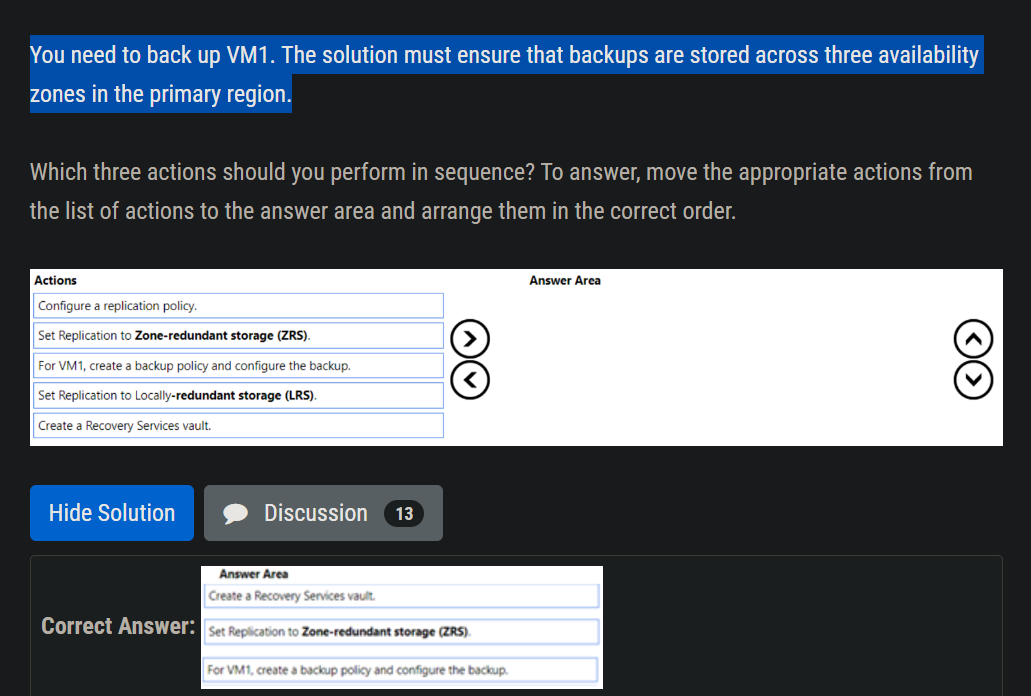 You need to back up VM1. The solution must ensure that backups are stored across three availability
zones in the primary region.
Which three actions should you perform in sequence? To answer, move the appropriate actions from
the list of actions to the answer area and arrange them in the correct order.
Actions
Answer Area
Configure a replication policy.
Set Replication to Zone-redundant storage (ZRS).
For VM1, create a backup policy and configure the backup.
Set Replication to Locally-redundant storage (LRS).
Create a Recovery Services vault.
Hide Solution
Discussion 13
Answer Area
Correct Answer:
Create a Recovery Services vault.
Set Replication to Zone-redundant storage (ZRS).
For VM1, create a backup policy and configure the backup.